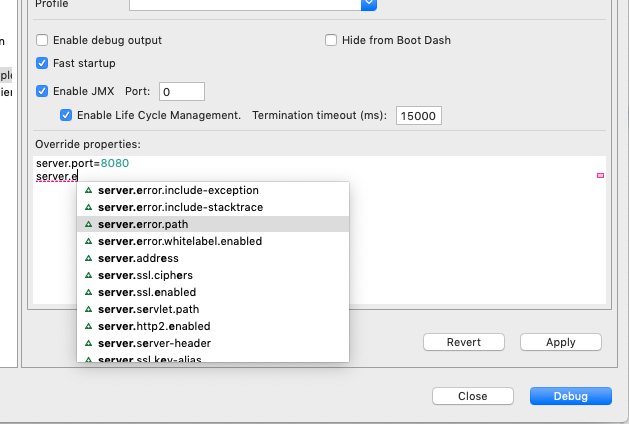 Profile
n
Enable debug output
Hide from Boot Dash
Fast startup
ple
ier
Enable JMX Port: 0
Enable Life Cycle Management. Termination timeout (ms): 15000
Override properties:
server.port=8080
server.e
server.error.include-exception
server.error.include-stacktrace
server.error.path
server.error.whitelabel.enabled
server.address
server.ssl.ciphers
server.ssl.enabled
server.servlet.path
server.http2.enabled
server.server-header
server.ssl.key-alias
Revert
Apply
Close
Debug